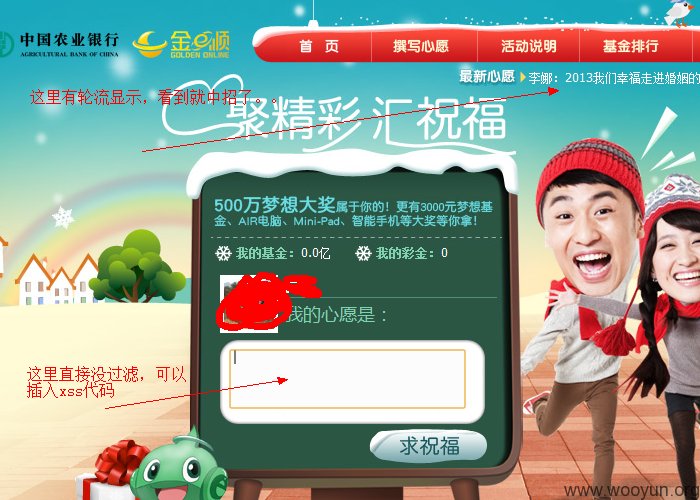 中国农业银行
AGRICULTURAL BANK OF CHINA
金e顺
GOLDEN ONLINE
首 页
撰写心愿
活动说明
基金排行
最新心愿 李娜：2013我们幸福走进婚姻的
这里有轮流显示，看到就中招了。。
聚精彩 汇祝福
500万梦想大奖属于你的！更有3000元梦想基
金、AIR电脑、Mini-Pad、智能手机等大奖等你拿！
我的基金：0.0亿 我的彩金：0
我的心愿是：
这里直接没过滤，可以
插入xss代码
求祝福
www.wooyun.org